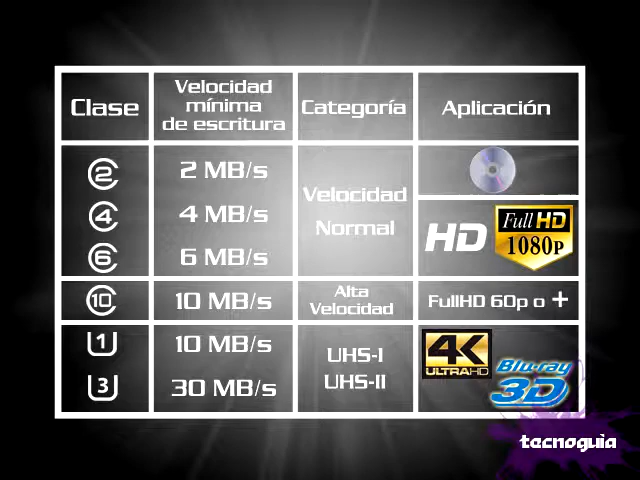 Clase
Velocidad
mínima
de escritura
Categoría
Aplicación
2
2 MB/s
4
4 MB/s
6
6 MB/s
Velocidad
Normal
HD
Full HD
1080P
10
10 MB/s
Alta
Velocidad
FullHD 60p o +
1
10 MB/s
3
30 MB/s
UHS-I
UHS-II
4K
ULTRAHD
Blu-ray
3D
tecnoguia